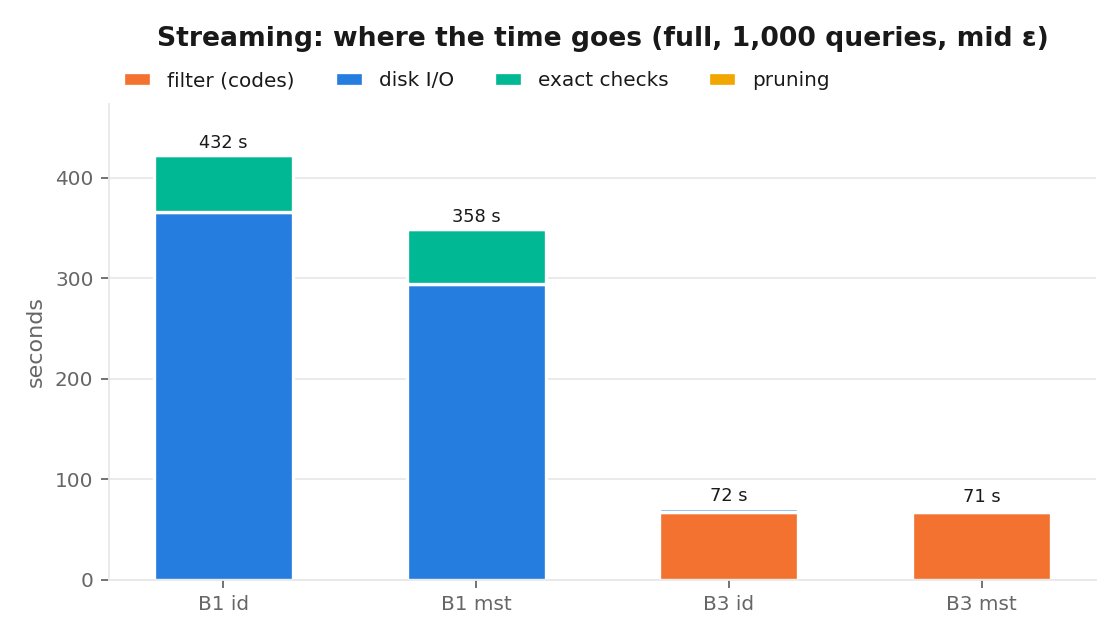 Streaming: where the time goes (full, 1,000 queries, mid ε)
filter (codes) disk I/O exact checks pruning
432 s
358 s
72 s
71 s
seconds
400
300
200
100
0
B1 id B1 mst B3 id B3 mst